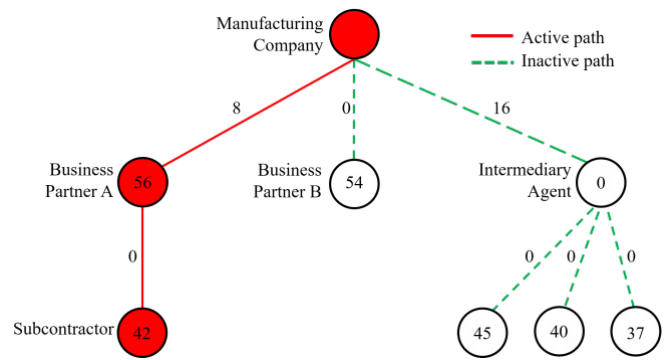 Manufacturing
Company
Active path
Inactive path
8
0
16
Business
Partner A
56
Business
Partner B
54
Intermediary
Agent
0
0
0
0
0
Subcontractor
42
45
40
37